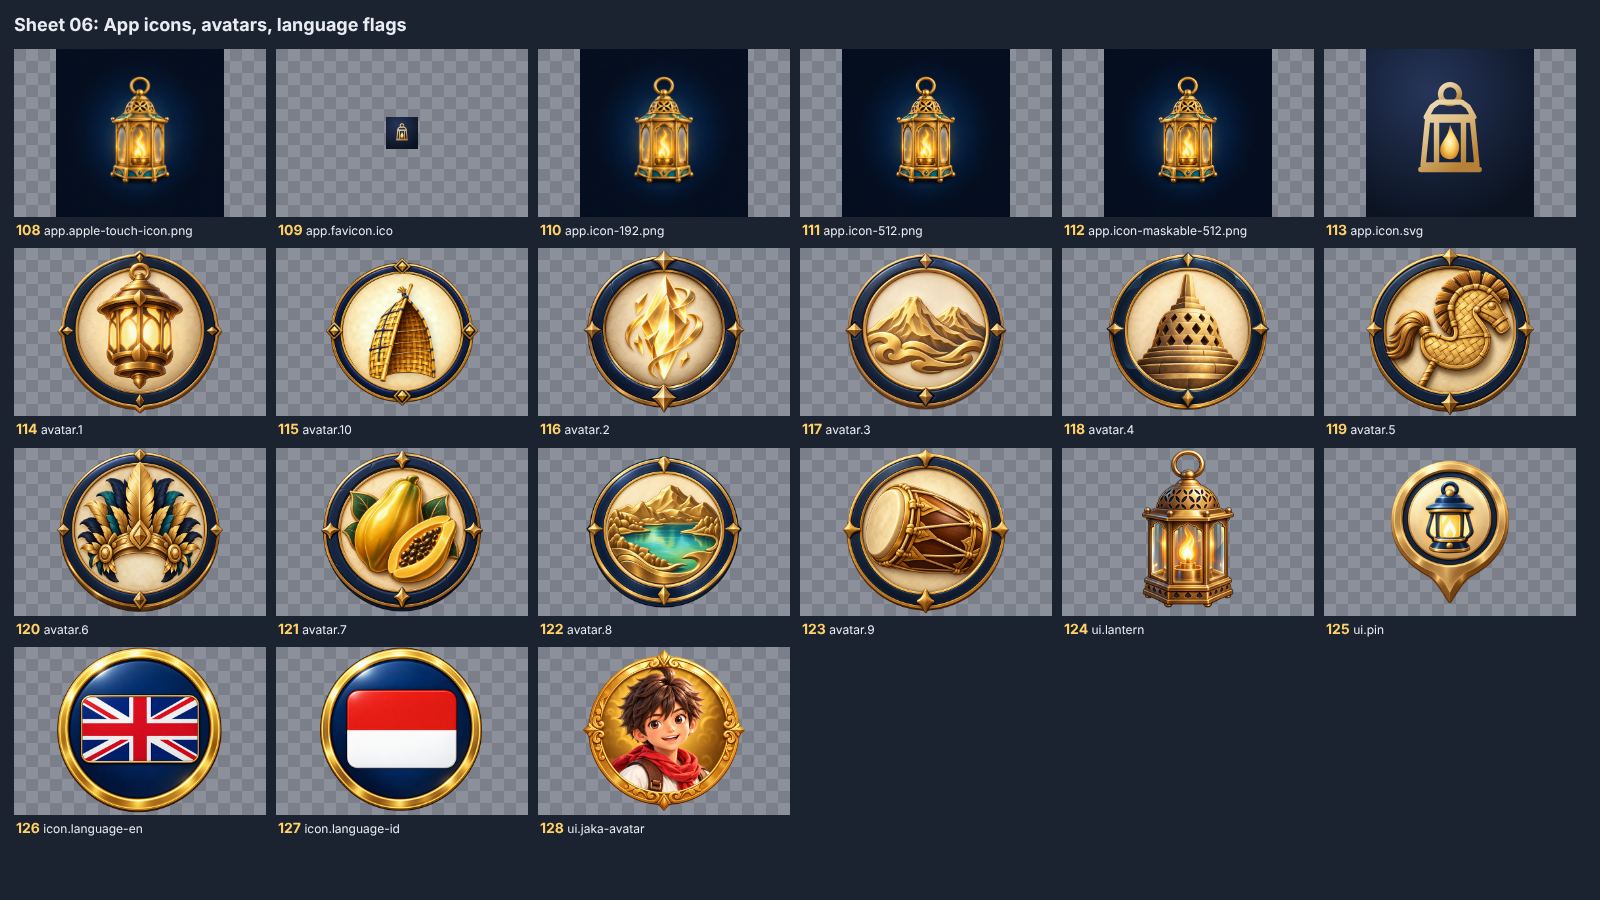 Sheet 06: App icons, avatars, language flags
108 app.apple-touch-icon.png
109 app.favicon.ico
110 app.icon-192.png
111 app.icon-512.png
112 app.icon-maskable-512.png
113 app.icon.svg
114 avatar.1
115 avatar.10
116 avatar.2
117 avatar.3
118 avatar.4
119 avatar.5
120 avatar.6
121 avatar.7
122 avatar.8
123 avatar.9
124 ui.lantern
125 ui.pin
126 icon.language-en
127 icon.language-id
128 ui.jaka-avatar